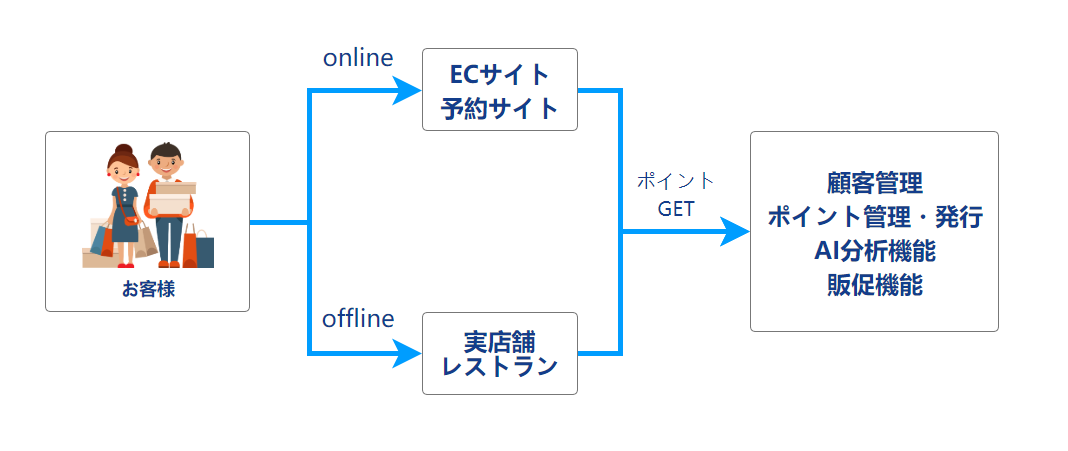 お客様
online
ECサイト
予約サイト
offline
実店舗
レストラン
ポイント
GET
顧客管理
ポイント管理・発行
AI分析機能
販促機能